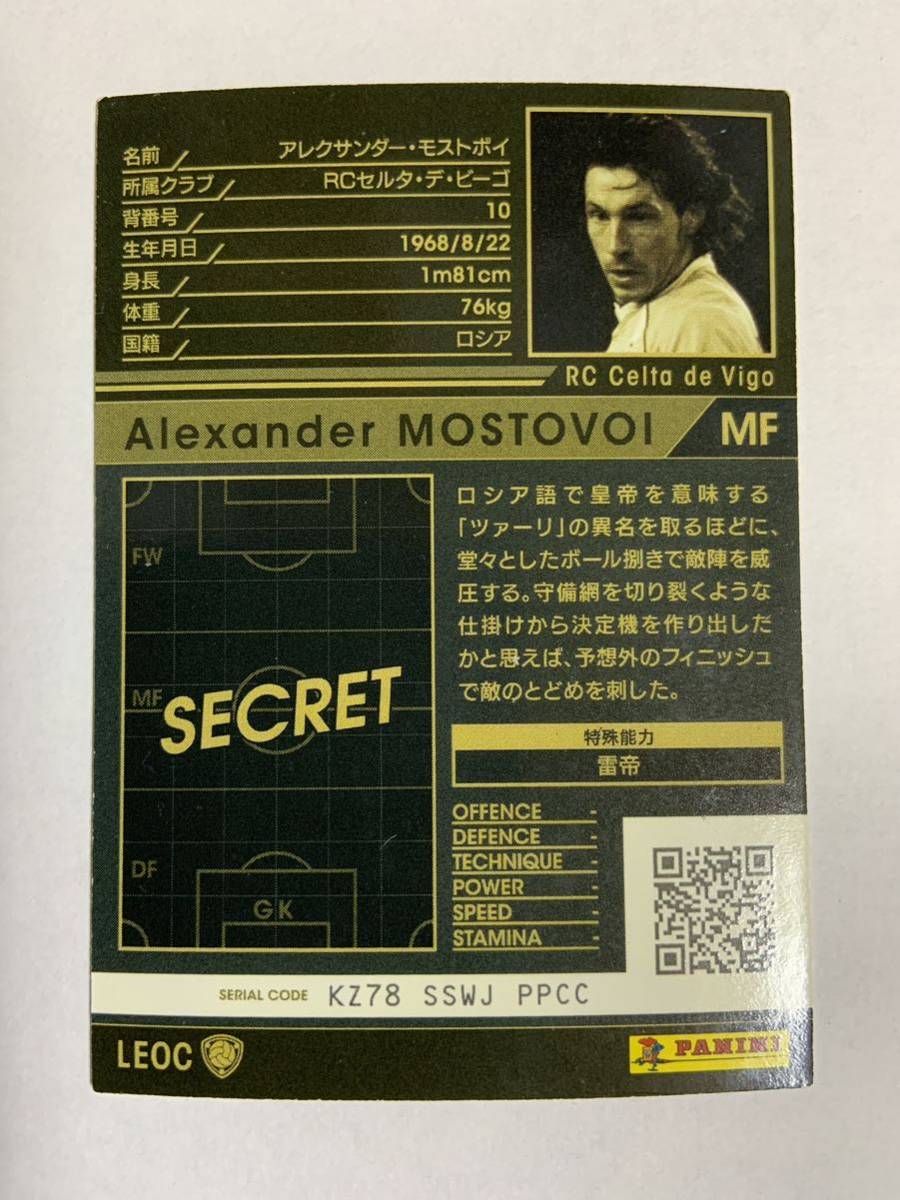 名前 アレクサンダー・モストボイ
所属クラブ RCセルタ・デ・ビーゴ
背番号 10
生年月日 1968/8/22
身長 1m81cm
体重 76kg
国籍 ロシア
RC Celta de Vigo
Alexander MOSTOVOI MF
FW
MF
SECRET
DF
GK
ロシア語で皇帝を意味する
「ツァーリ」の異名を取るほどに、
堂々としたボール捌きで敵陣を威
圧する。守備網を切り裂くような
仕掛けから決定機を作り出した
かと思えば、予想外のフィニッシュ
で敵のとどめを刺した。
特殊能力
雷帝
OFFENCE -
DEFENCE -
TECHNIQUE -
POWER -
SPEED -
STAMINA -
SERIAL CODE KZ78 SSWJ PPCC
LEOC
PANINI